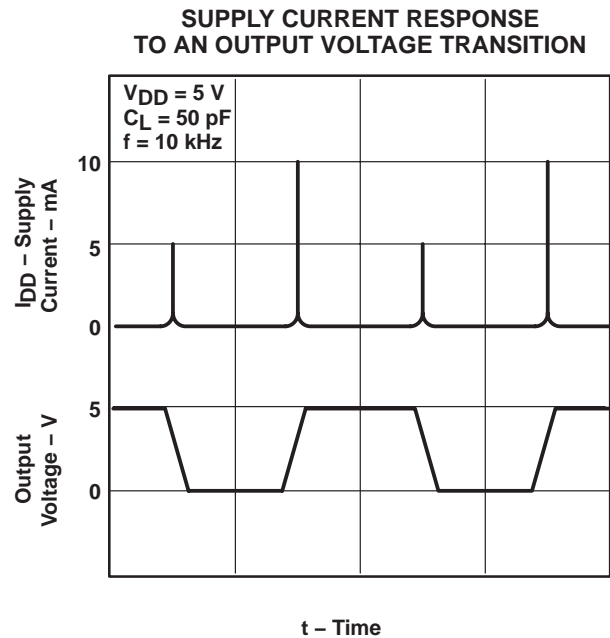 SUPPLY CURRENT RESPONSE
TO AN OUTPUT VOLTAGE TRANSITION
VDD = 5 V
CL = 50 pF
f = 10 kHz
IDD – Supply
Current – mA
10
5
0
Output
Voltage – V
5
0
t – Time